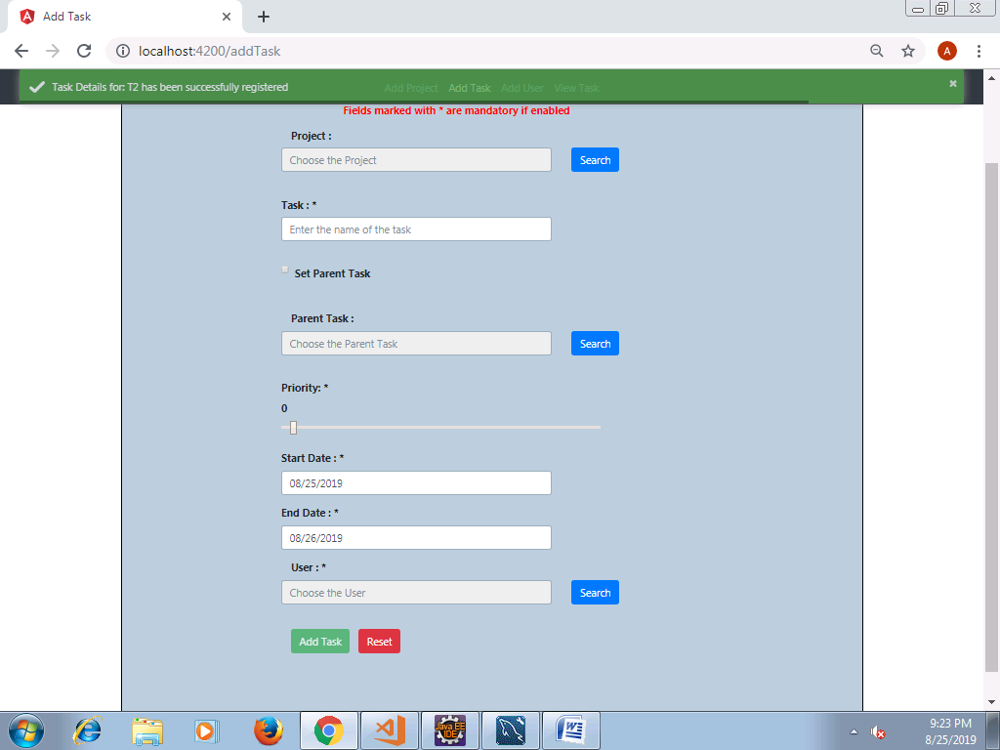 Add Task
localhost:4200/addTask
A
Task Details for: T2 has been successfully registered
Add Project Add Task Add User View Task
Fields marked with * are mandatory if enabled
Project :
Choose the Project
Search
Task : *
Enter the name of the task
Set Parent Task
Parent Task :
Choose the Parent Task
Search
Priority: *
0
Start Date : *
08/25/2019
End Date : *
08/26/2019
User : *
Choose the User
Search
Add Task Reset
Java EE
IDE
9:23 PM
8/25/2019